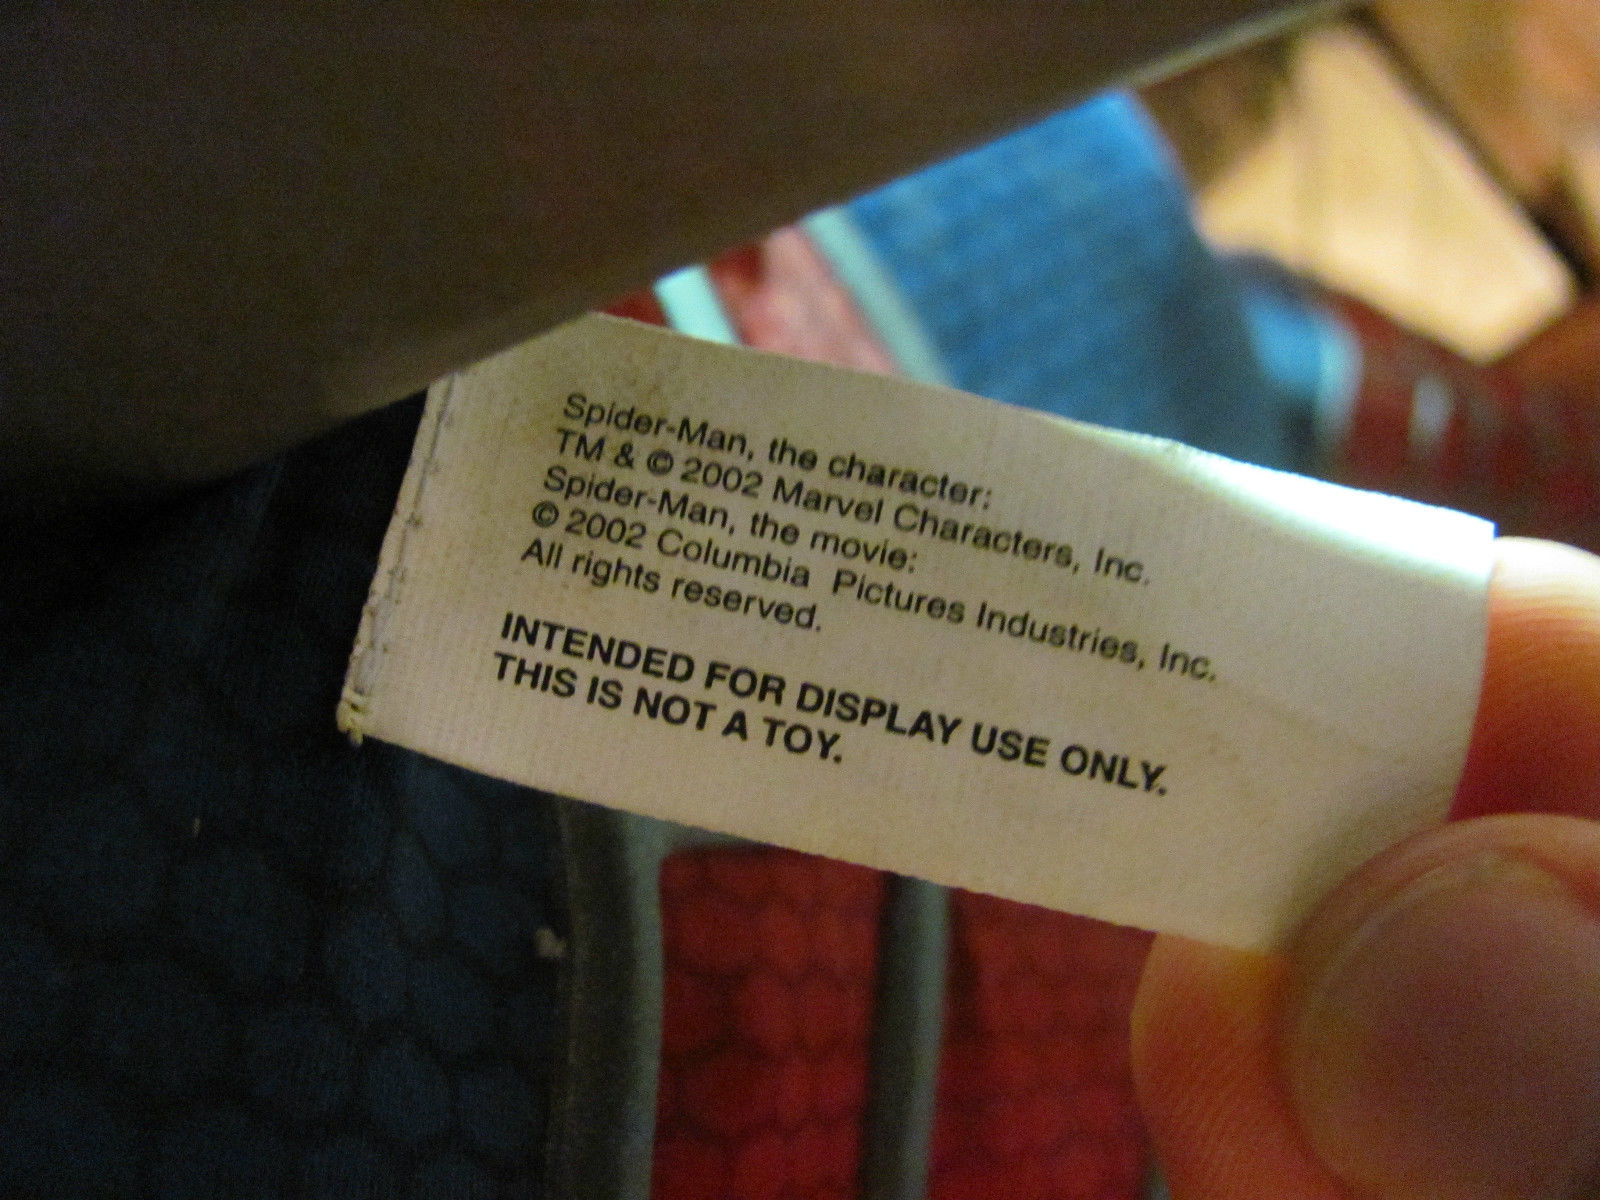 Spider-Man, the character:
TM & © 2002 Marvel Characters, Inc.
Spider-Man, the movie:
© 2002 Columbia Pictures Industries, Inc.
All rights reserved.
INTENDED FOR DISPLAY USE ONLY.
THIS IS NOT A TOY.